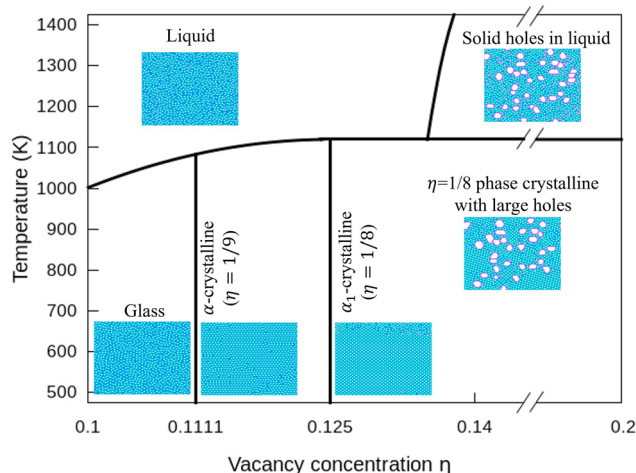 1400
1300
1200
1100
1000
900
800
700
600
500
Temperature (K)
Liquid
Solid holes in liquid
η=1/8 phase crystalline
with large holes
α-crystalline
(η = 1/9)
α₁-crystalline
(η = 1/8)
Glass
0.1
0.1111
0.125
0.14
0.2
Vacancy concentration η